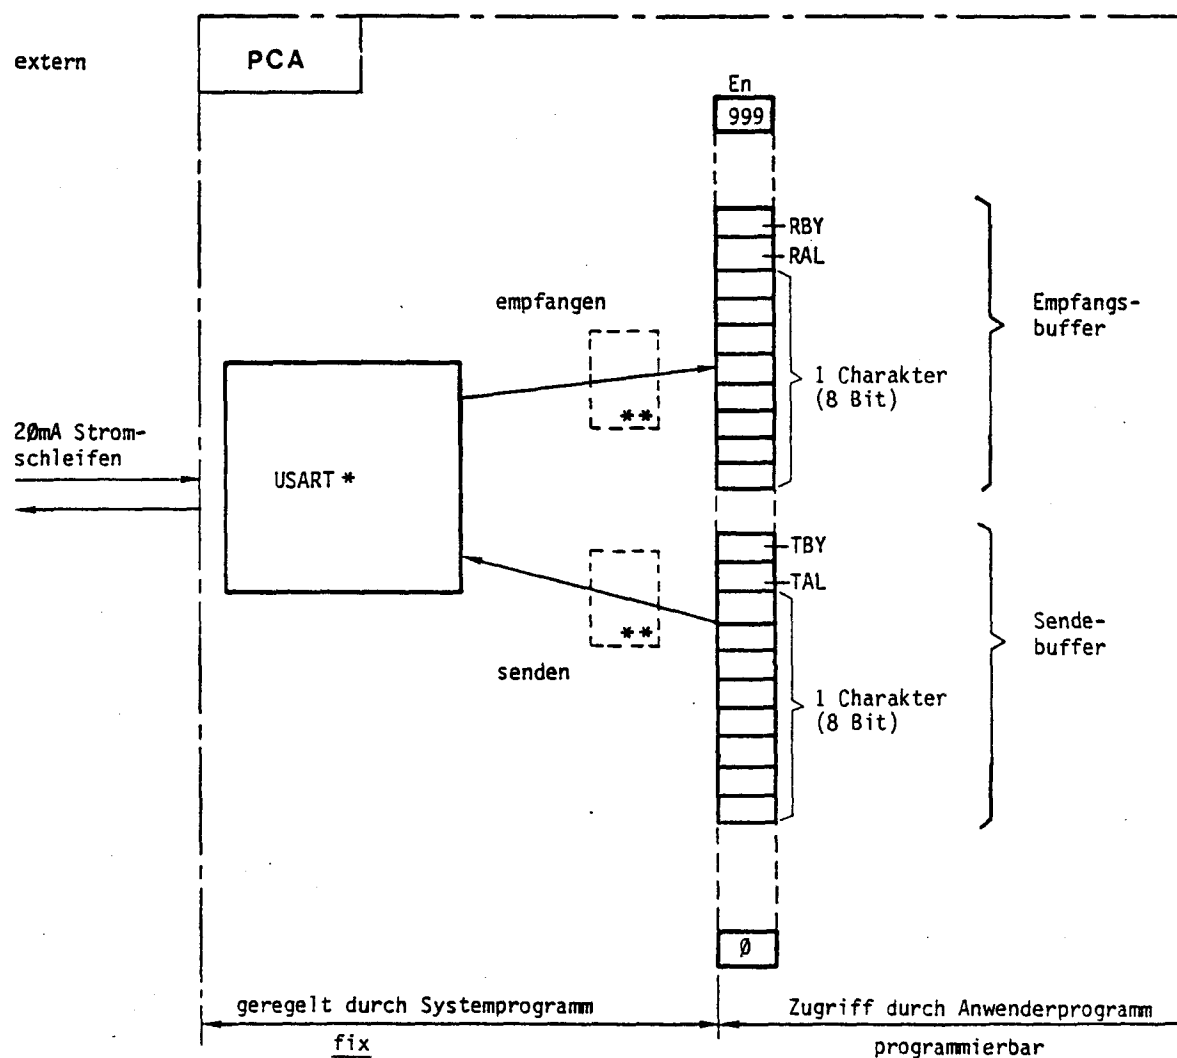 extern
PCA
En
999
RBY
RAL
empfangen
**
1 Charakter
(8 Bit)
Empfangs-
buffer
2ØmA Strom-
schleifen
USART *
TBY
TAL
**
senden
1 Charakter
(8 Bit)
Sende-
buffer
Ø
geregelt durch Systemprogramm
fix
Zugriff durch Anwenderprogramm
programmierbar